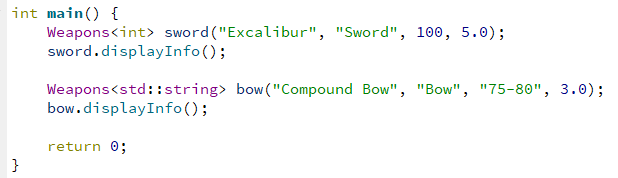 int main() {
    Weapons<int> sword("Excalibur", "Sword", 100, 5.0);
    sword.displayInfo();

    Weapons<std::string> bow("Compound Bow", "Bow", "75-80", 3.0);
    bow.displayInfo();

    return 0;
}